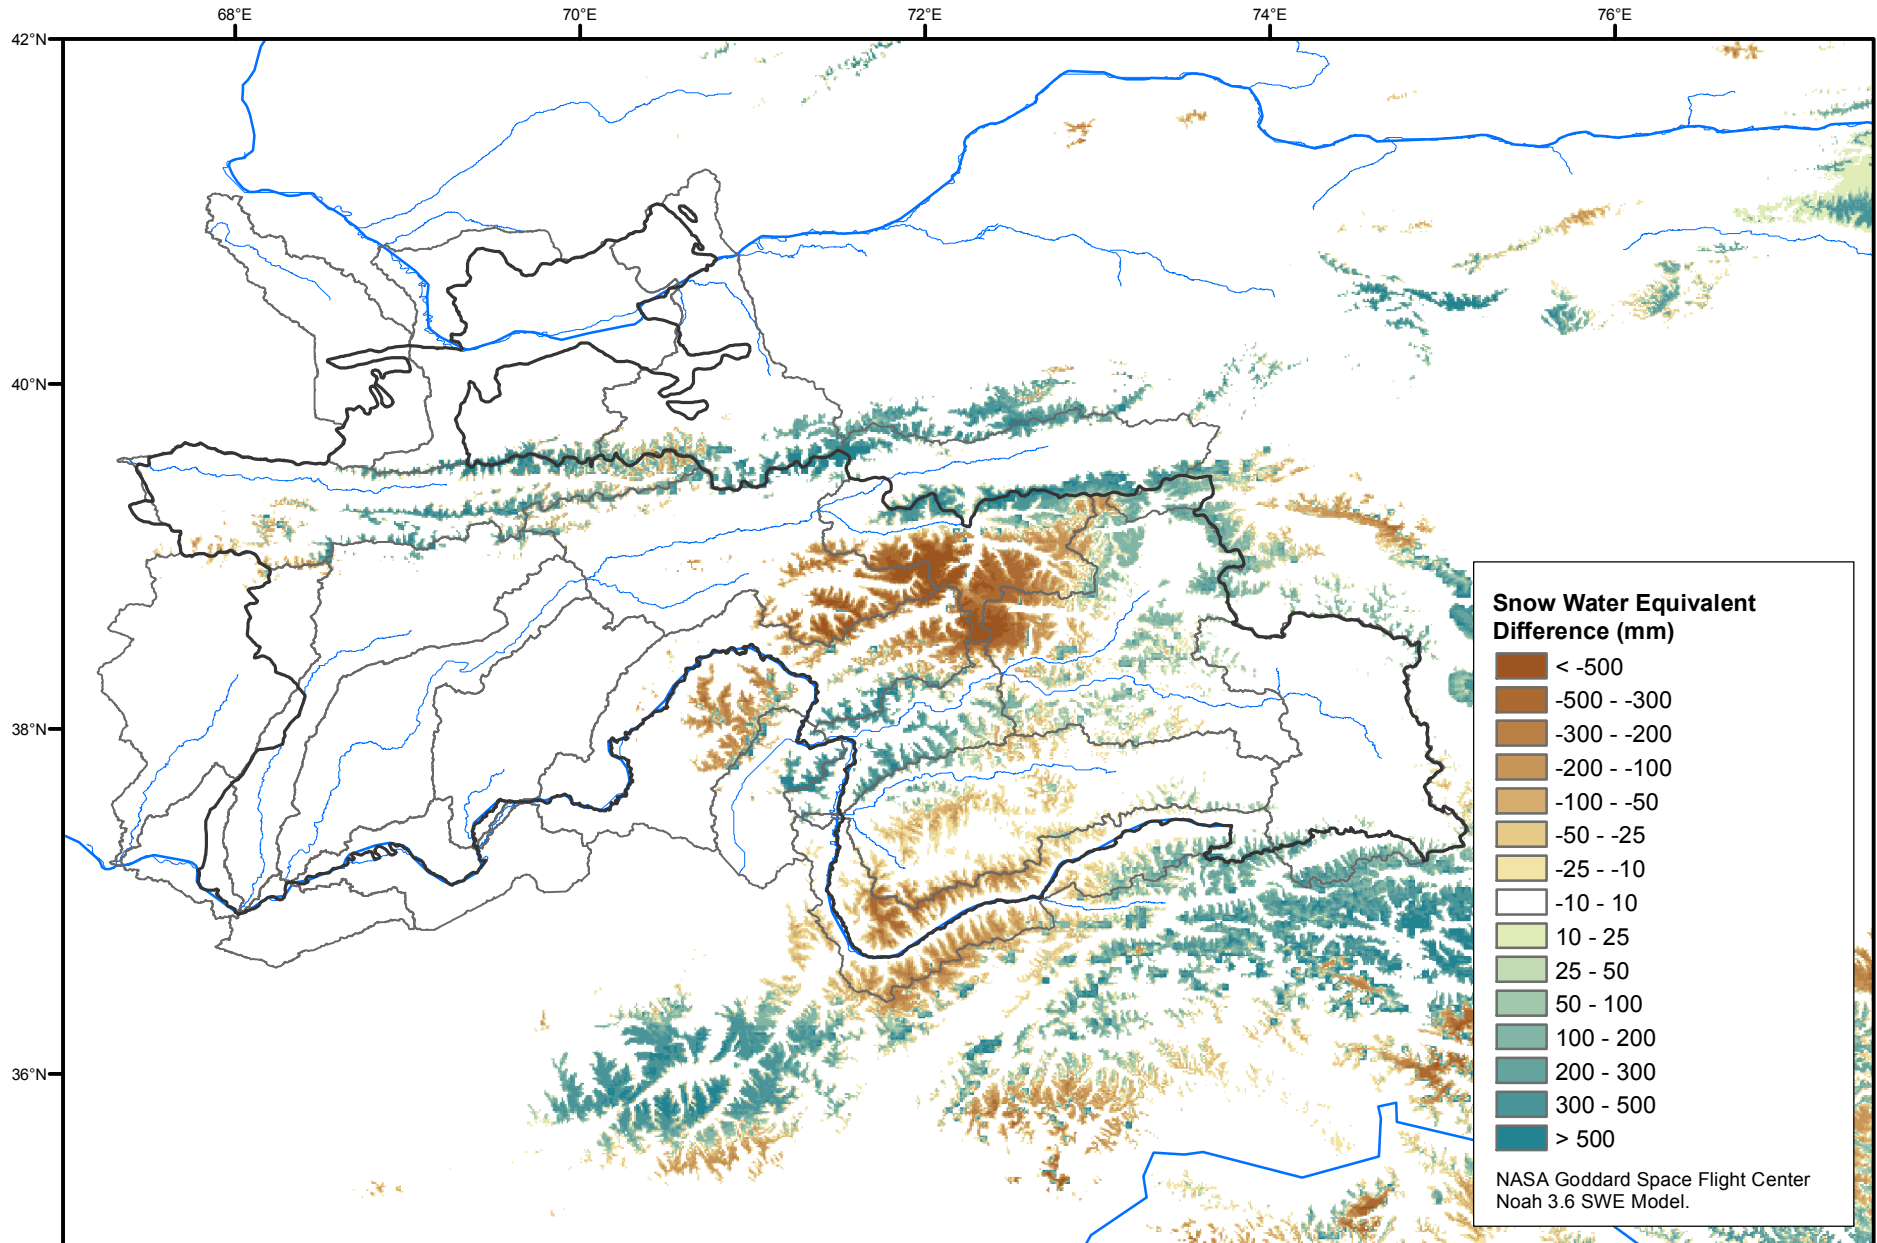 68°E 70°E 72°E 74°E 76°E
42°N
40°N
38°N
36°N
Snow Water Equivalent
Difference (mm)
< -500
-500 - -300
-300 - -200
-200 - -100
-100 - -50
-50 - -25
-25 - -10
-10 - 10
10 - 25
25 - 50
50 - 100
100 - 200
200 - 300
300 - 500
> 500
NASA Goddard Space Flight Center
Noah 3.6 SWE Model.